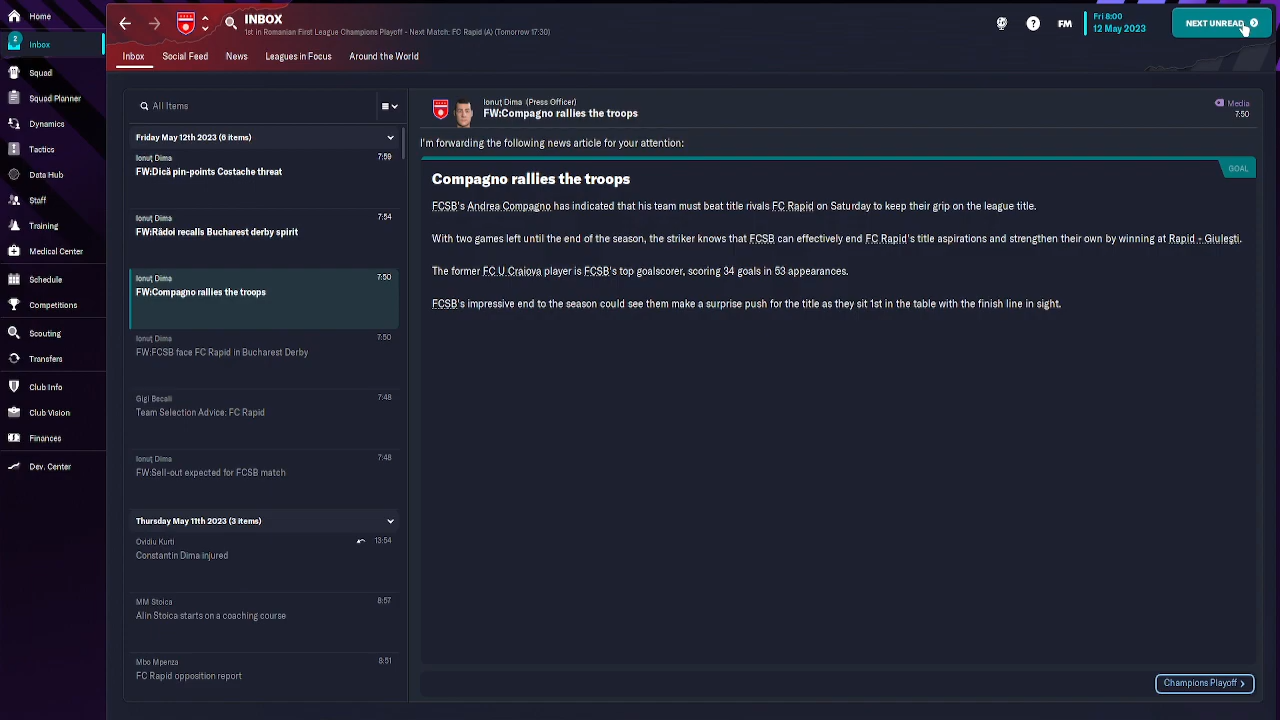 Home
INBOX
1st in Romanian First League Champions Playoff - Next Match: FC Rapid (A) (Tomorrow 17:30)
FM
Fri 8:00
12 May 2023
NEXT UNREAD
2
Inbox
Squad
Squad Planner
Dynamics
Tactics
Data Hub
Staff
Training
Medical Center
Schedule
Competitions
Scouting
Transfers
Club Info
Club Vision
Finances
Dev. Center
Inbox
Social Feed
News
Leagues in Focus
Around the World
All Items
Friday May 12th 2023 (6 items)
Ionuț Dima
7:59
FW:Dică pin-points Costache threat
Ionuț Dima
7:54
FW:Rădoi recalls Bucharest derby spirit
Ionuț Dima
7:50
FW:Compagno rallies the troops
Ionuț Dima
7:50
FW:FCSB face FC Rapid in Bucharest Derby
Gigi Becali
7:48
Team Selection Advice: FC Rapid
Ionuț Dima
7:48
FW:Sell-out expected for FCSB match
Thursday May 11th 2023 (3 items)
Ovidiu Kurti
13:54
Constantin Dima injured
MM Stoica
8:57
Alin Stoica starts on a coaching course
Mbo Mpenza
8:51
FC Rapid opposition report
Ionuț Dima (Press Officer)
FW:Compagno rallies the troops
Media
7:50
I'm forwarding the following news article for your attention:
GOAL
Compagno rallies the troops
FCSB's Andrea Compagno has indicated that his team must beat title rivals FC Rapid on Saturday to keep their grip on the league title.
With two games left until the end of the season, the striker knows that FCSB can effectively end FC Rapid's title aspirations and strengthen their own by winning at Rapid - Giulești.
The former FC U Craiova player is FCSB's top goalscorer, scoring 34 goals in 53 appearances.
FCSB's impressive end to the season could see them make a surprise push for the title as they sit 1st in the table with the finish line in sight.
Champions Playoff